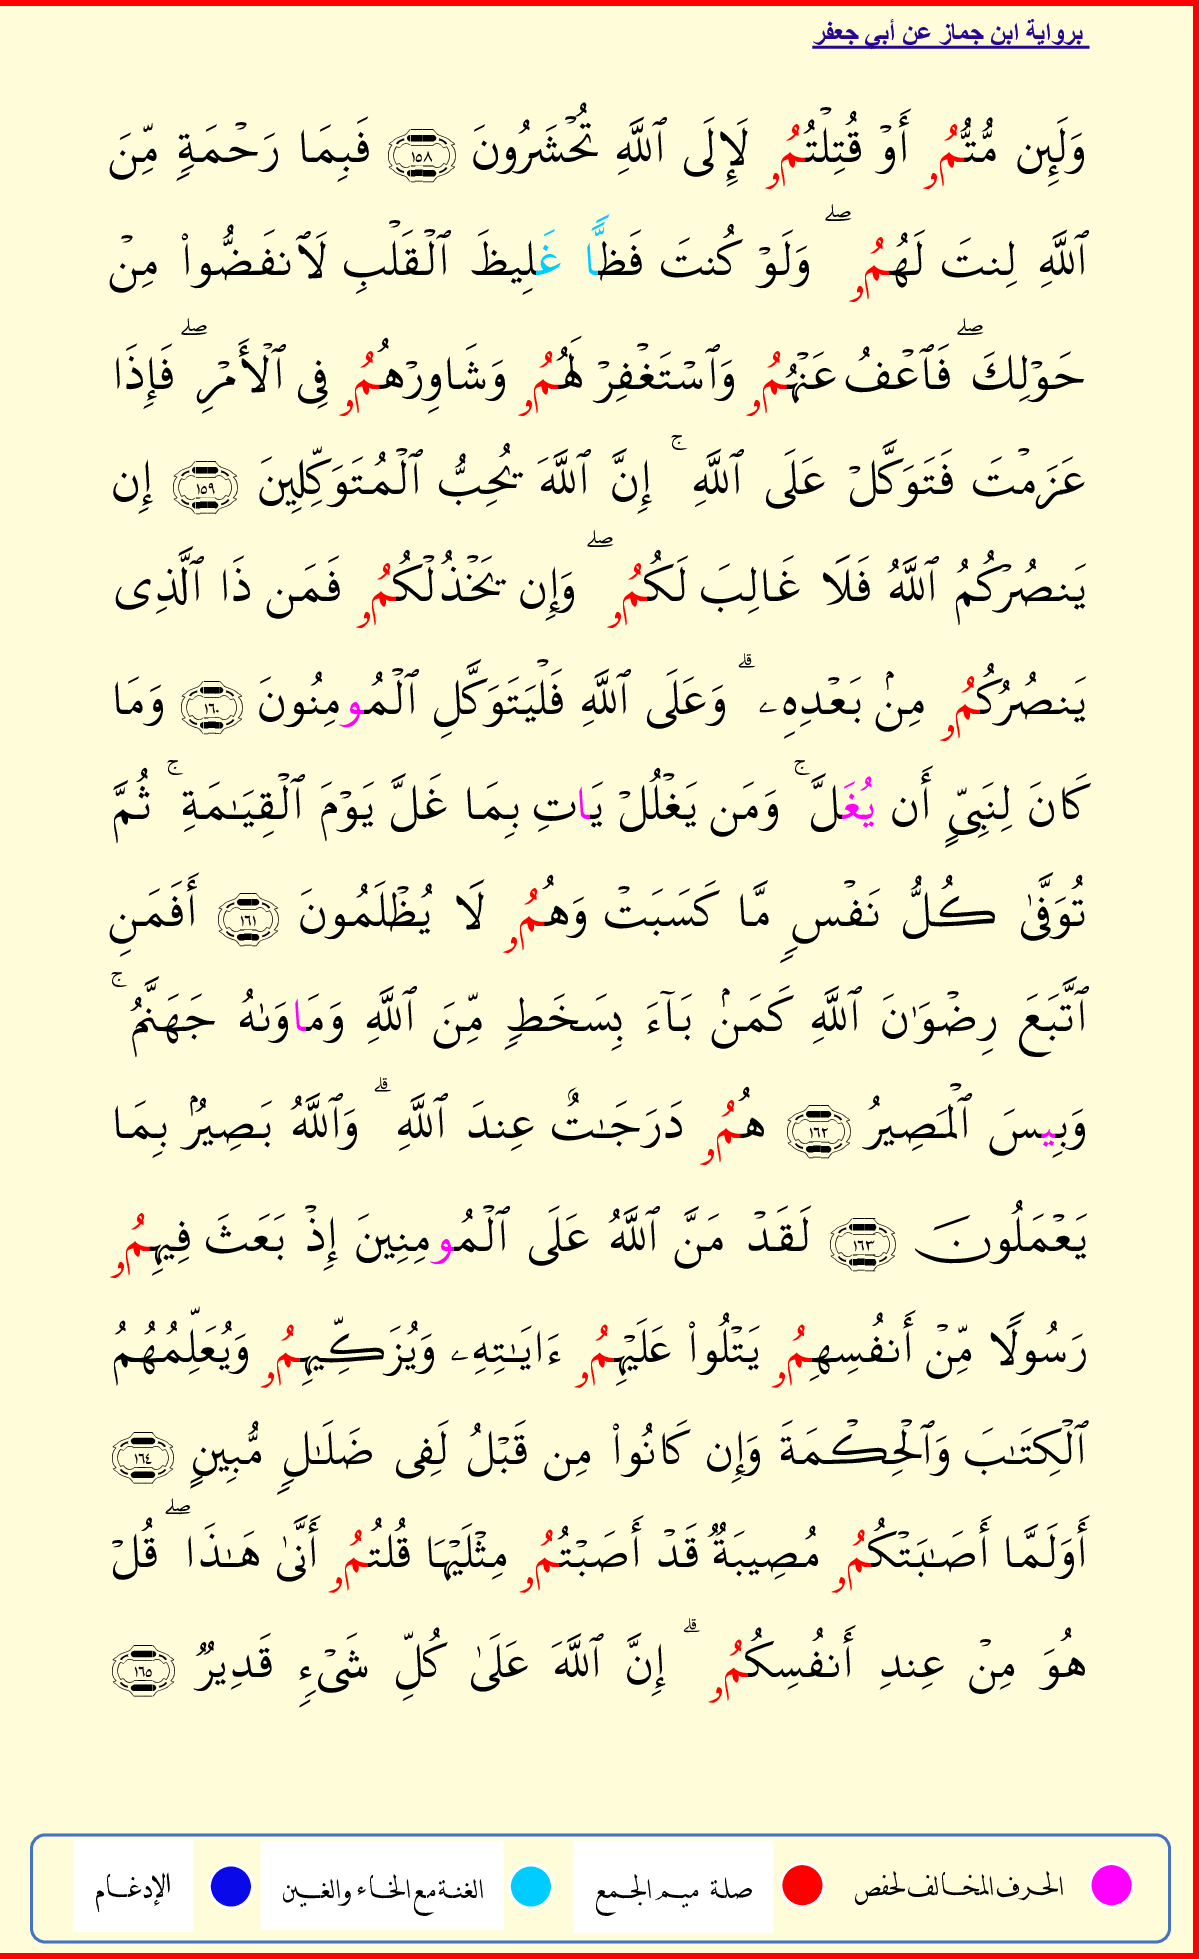 برواية ابن جماز عن أبي جعفر
وَلَئِن مُّتُّمُۥ أَوۡ قُتِلۡتُمُۥ لَإِلَى ٱللَّهِ تُحۡشَرُونَ ١٥٨ فَبِمَا رَحۡمَةٖ مِّنَ
ٱللَّهِ لِنتَ لَهُمُۥۖ وَلَوۡ كُنتَ فَظًّا غَلِيظَ ٱلۡقَلۡبِ لَٱنفَضُّواْ مِنۡ
حَوۡلِكَۖ فَٱعۡفُ عَنۡهُمُۥ وَٱسۡتَغۡفِرۡ لَهُمُۥ وَشَاوِرۡهُمُۥ فِي ٱلۡأَمۡرِۖ فَإِذَا
عَزَمۡتَ فَتَوَكَّلۡ عَلَى ٱللَّهِۚ إِنَّ ٱللَّهَ يُحِبُّ ٱلۡمُتَوَكِّلِينَ ١٥٩ إِن
يَنصُرۡكُمُ ٱللَّهُ فَلَا غَالِبَ لَكُمُۥۖ وَإِن يَخۡذُلۡكُمُۥ فَمَن ذَا ٱلَّذِي
يَنصُرُكُمُۥ مِنۢ بَعۡدِهِۦۗ وَعَلَى ٱللَّهِ فَلۡيَتَوَكَّلِ ٱلۡمُومِنُونَ ١٦٠ وَمَا
كَانَ لِنَبِيٍّ أَن يُغَلَّۚ وَمَن يَغۡلُلۡ يَاتِ بِمَا غَلَّ يَوۡمَ ٱلۡقِيَٰمَةِۚ ثُمَّ
تُوَفَّىٰ كُلُّ نَفۡسٖ مَّا كَسَبَتۡ وَهُمُۥ لَا يُظۡلَمُونَ ١٦١ أَفَمَنِ
ٱتَّبَعَ رِضۡوَٰنَ ٱللَّهِ كَمَنۢ بَآءَ بِسَخَطٖ مِّنَ ٱللَّهِ وَمَاوَىٰهُ جَهَنَّمُۚ
وَبِيسَ ٱلۡمَصِيرُ ١٦٢ هُمُۥ دَرَجَٰتٌ عِندَ ٱللَّهِۗ وَٱللَّهُ بَصِيرُۢ بِمَا
يَعۡمَلُونَ ١٦٣ لَقَدۡ مَنَّ ٱللَّهُ عَلَى ٱلۡمُومِنِينَ إِذۡ بَعَثَ فِيهِمُۥ
رَسُولٗا مِّنۡ أَنفُسِهِمُۥ يَتۡلُواْ عَلَيۡهِمُۥ ءَايَٰتِهِۦ وَيُزَكِّيهِمُۥ وَيُعَلِّمُهُمُ
ٱلۡكِتَٰبَ وَٱلۡحِكۡمَةَ وَإِن كَانُواْ مِن قَبۡلُ لَفِي ضَلَٰلٖ مُّبِينٍ ١٦٤
أَوَلَمَّا أَصَٰبَتۡكُمُۥ مُصِيبَةٞ قَدۡ أَصَبۡتُمُۥ مِثۡلَيۡهَا قُلتُمُۥ أَنَّىٰ هَٰذَاۖ قُلۡ
هُوَ مِنۡ عِندِ أَنفُسِكُمُۥۗ إِنَّ ٱللَّهَ عَلَىٰ كُلِّ شَيۡءٖ قَدِيرٞ ١٦٥
الحرف المخالف لحفص صلة ميم الجمع الغنة مع الخاء والغين الإدغام